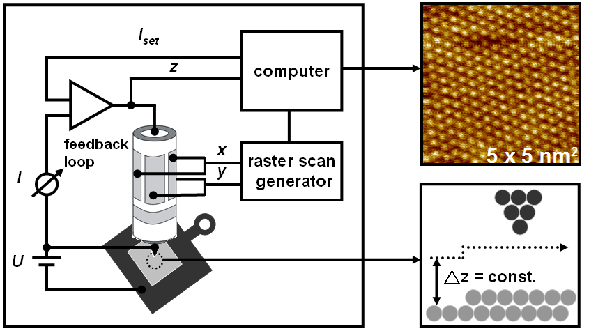 I_set
z
computer
feedback
loop
x
y
raster scan
generator
I
U
5 x 5 nm²
△z = const.